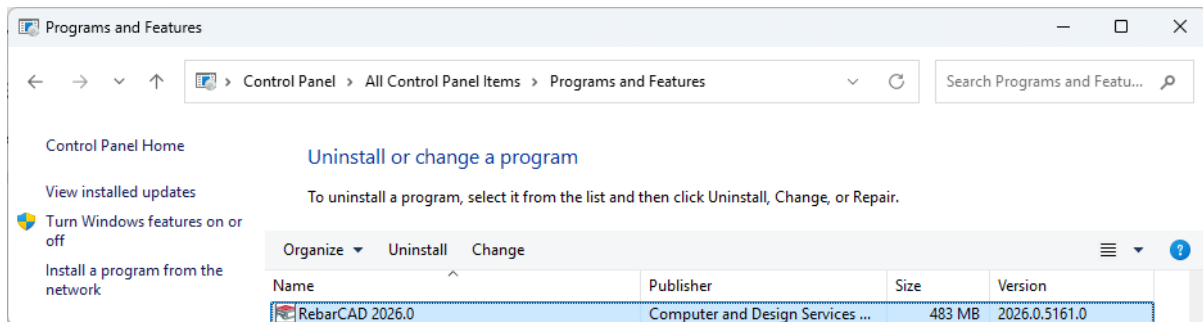 Programs and Features
Control Panel > All Control Panel Items > Programs and Features
Search Programs and Featu...
Control Panel Home
View installed updates
Turn Windows features on or
off
Install a program from the
network
Uninstall or change a program
To uninstall a program, select it from the list and then click Uninstall, Change, or Repair.
Organize Uninstall Change
Name Publisher Size Version
RebarCAD 2026.0 Computer and Design Services ... 483 MB 2026.0.5161.0